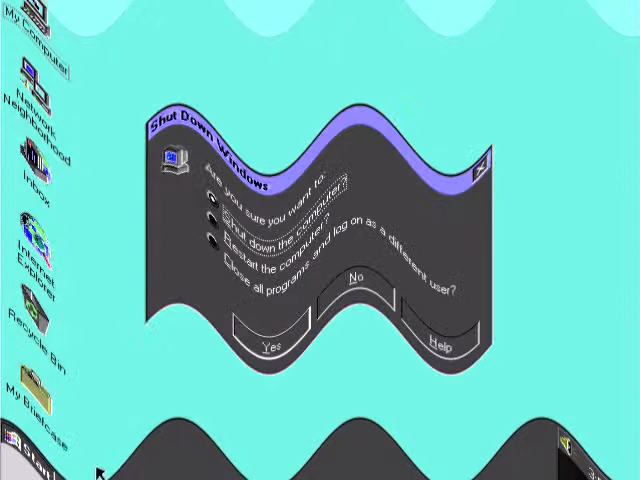 My Computer
Network
Neighborhood
Inbox
Internet
Explorer
Recycle Bin
My Briefcase
Shut Down Windows
Are you sure you want to:
Shut down the computer?
Restart the computer?
Close all programs and log on as a different user?
Yes
No
Help
Start